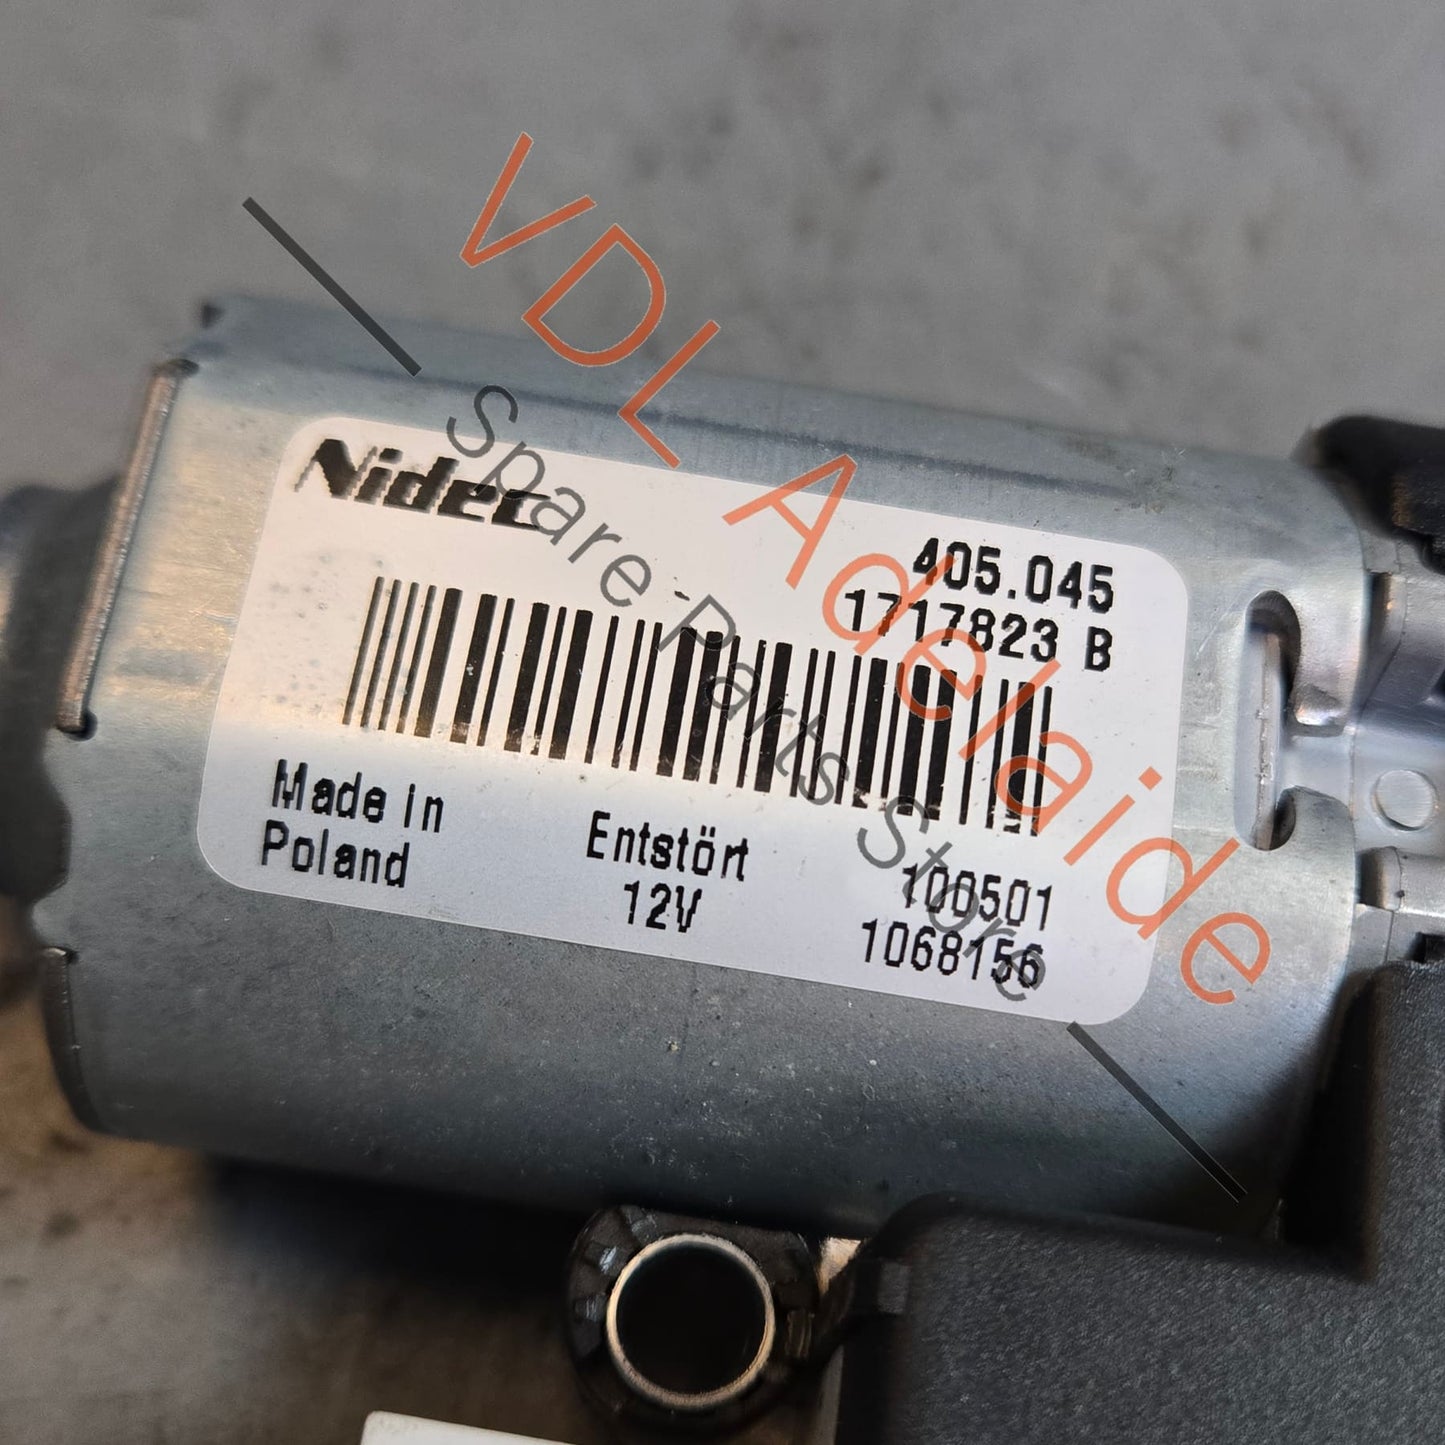 VDL Adelaide
Spare Parts Store
Nidec
405.045
1717823 B
Made in
Poland
Entstört
12V
100501
1068156